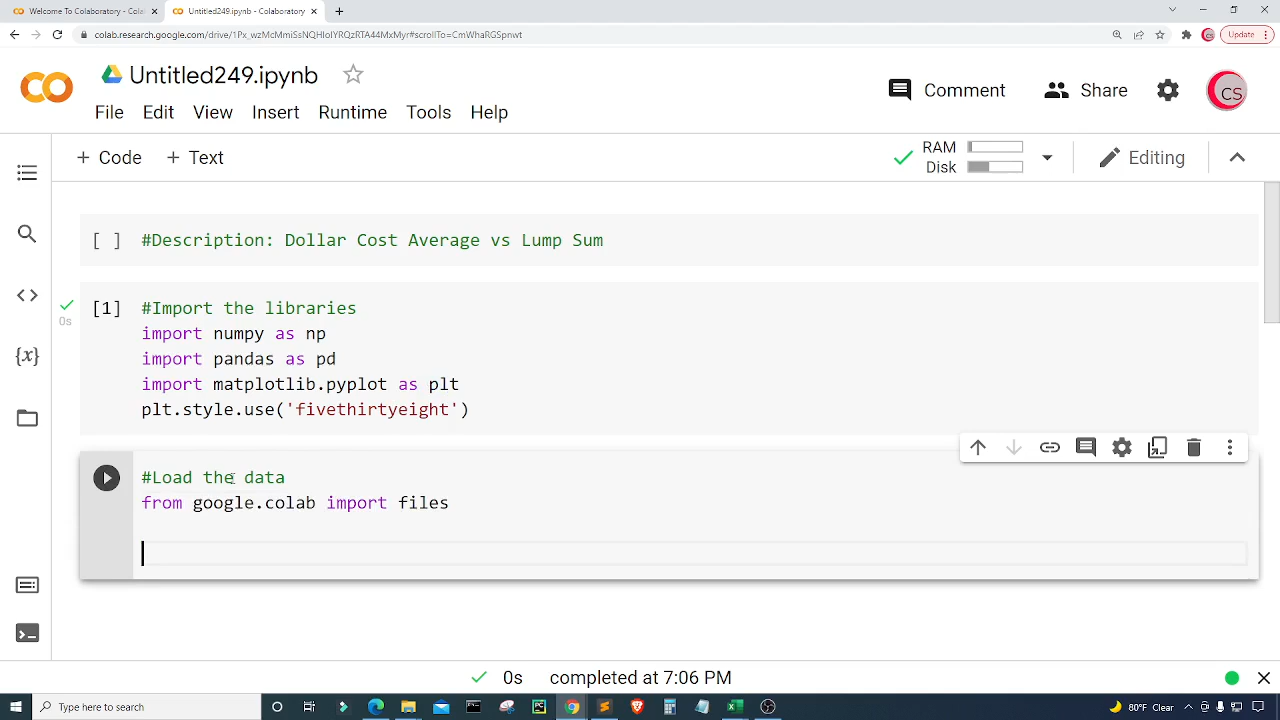 Welcome To Colaboratory - Colal
Untitled249.ipynb - Colaboratory
colab.research.google.com/drive/1Px_wzMcMmiSsNQHIoIYRQzRTA44MxMyr#scrollTo=CmWhaRGSpnwt
Update
Untitled249.ipynb
File Edit View Insert Runtime Tools Help
Comment
Share
CS
+ Code + Text
RAM
Disk
Editing
[ ] #Description: Dollar Cost Average vs Lump Sum
[1] #Import the libraries
0s
import numpy as np
import pandas as pd
import matplotlib.pyplot as plt
plt.style.use('fivethirtyeight')
#Load the data
from google.colab import files
{x}
0s completed at 7:06 PM
Type here to search
80°F Clear